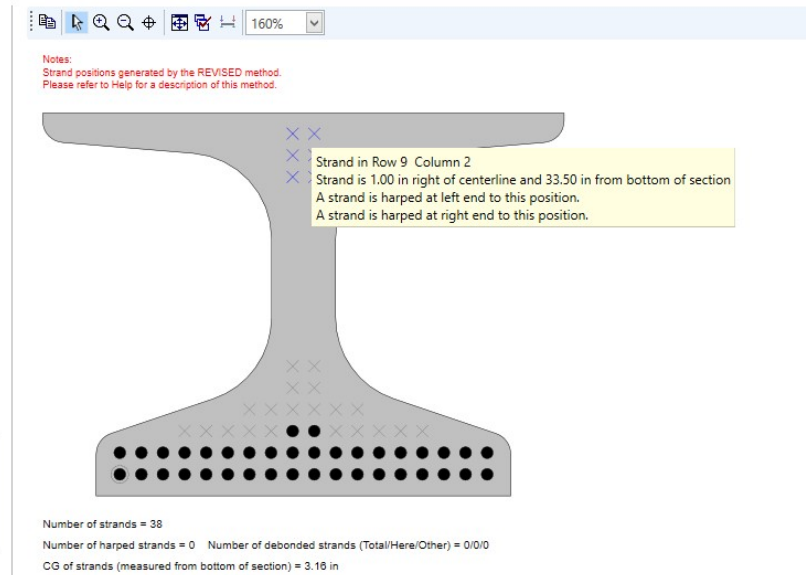 160%
Notes:
Strand positions generated by the REVISED method.
Please refer to Help for a description of this method.
Strand in Row 9 Column 2
Strand is 1.00 in right of centerline and 33.50 in from bottom of section
A strand is harped at left end to this position.
A strand is harped at right end to this position.
Number of strands = 38
Number of harped strands = 0 Number of debonded strands (Total/Here/Other) = 0/0/0
CG of strands (measured from bottom of section) = 3.16 in